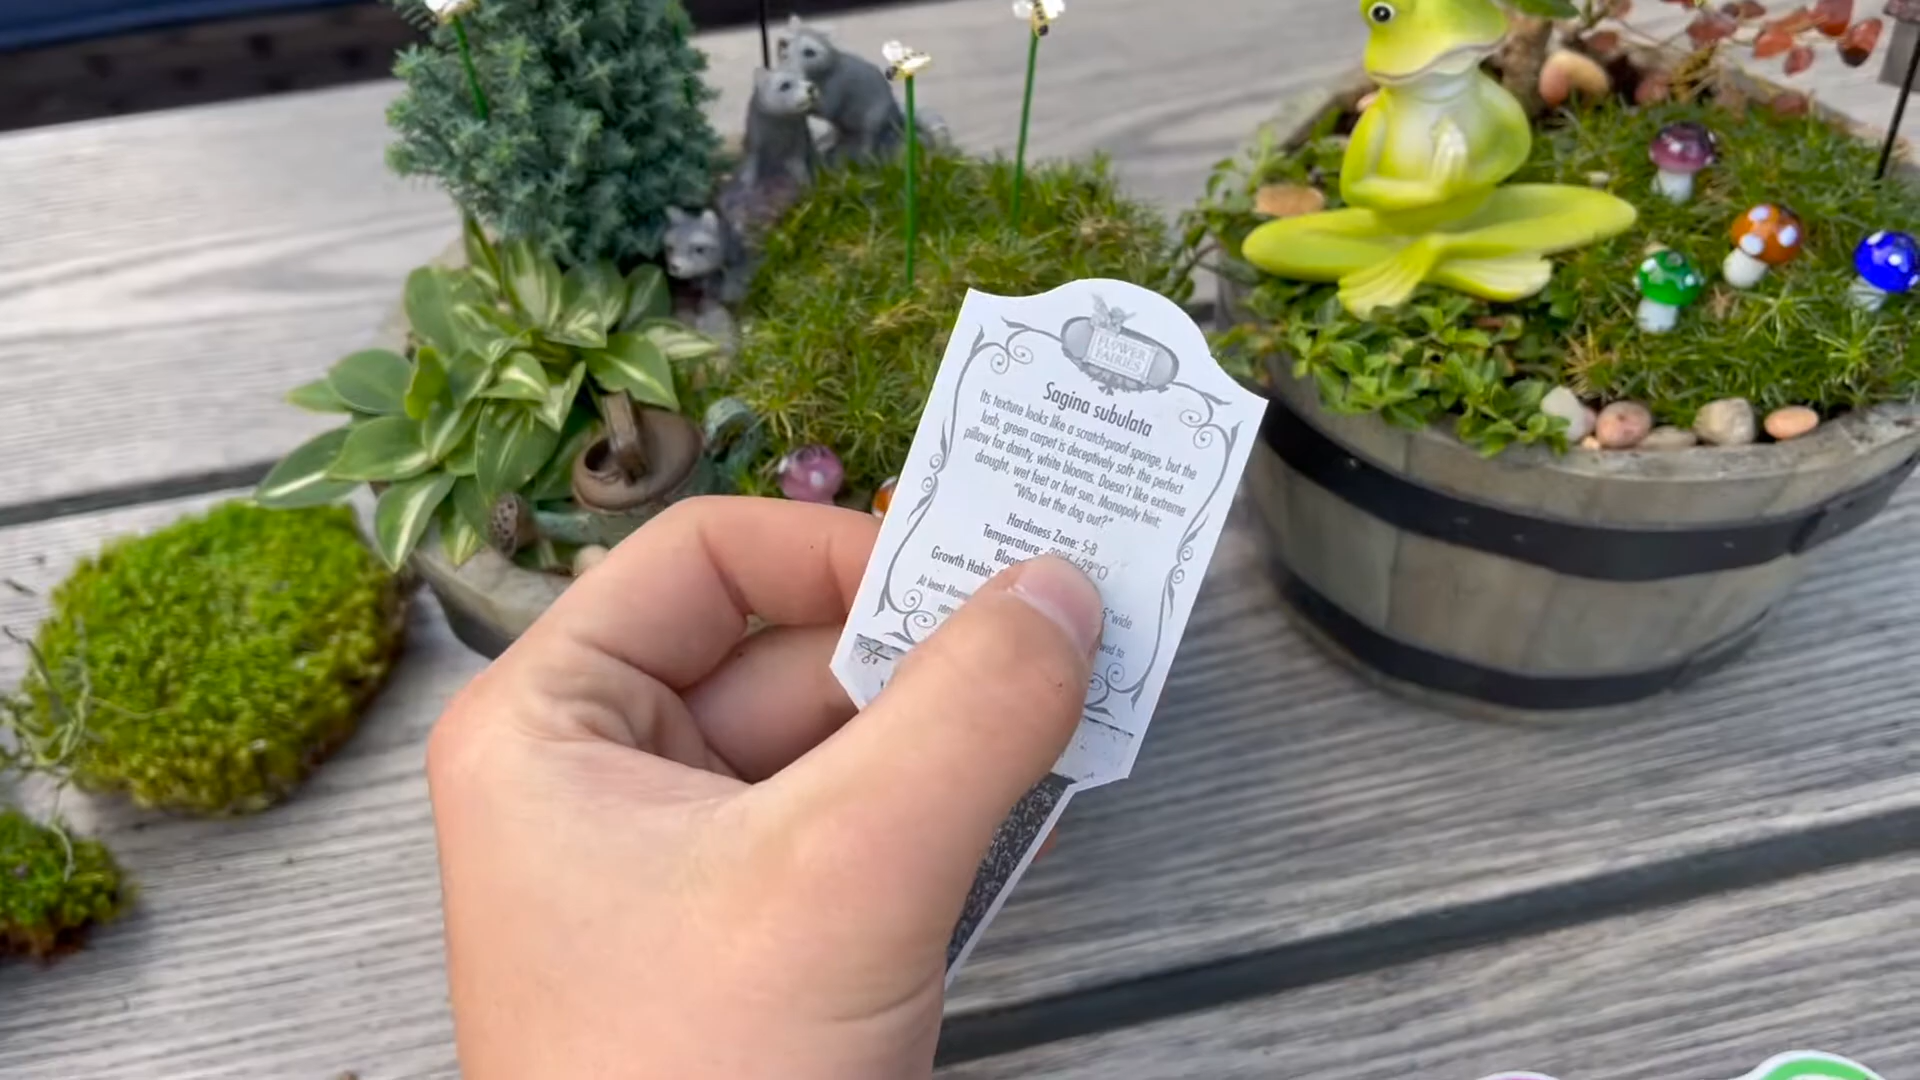 FLOWER
FAIRIES
Sagina subulata
Its texture looks like a scratch-proof sponge, but the
lush, green carpet is deceptively soft- the perfect
pillow for dainty, white blooms. Doesn't like extreme
drought, wet feet or hot sun. Monopoly hint:
"Who let the dog out?"
Hardiness Zone: 5-8
Temperature:
Growth Habit:
At least
wide